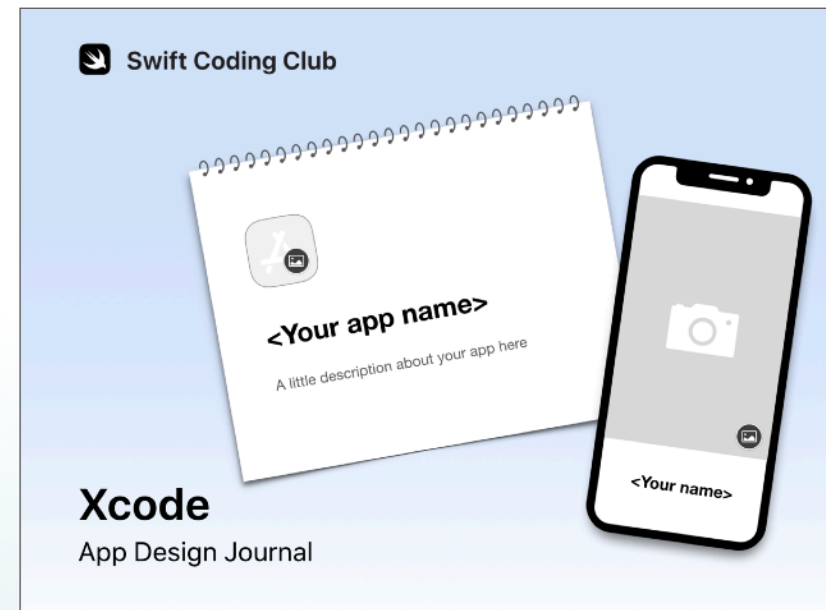 Swift Coding Club
<Your app name>
A little description about your app here
<Your name>
Xcode
App Design Journal